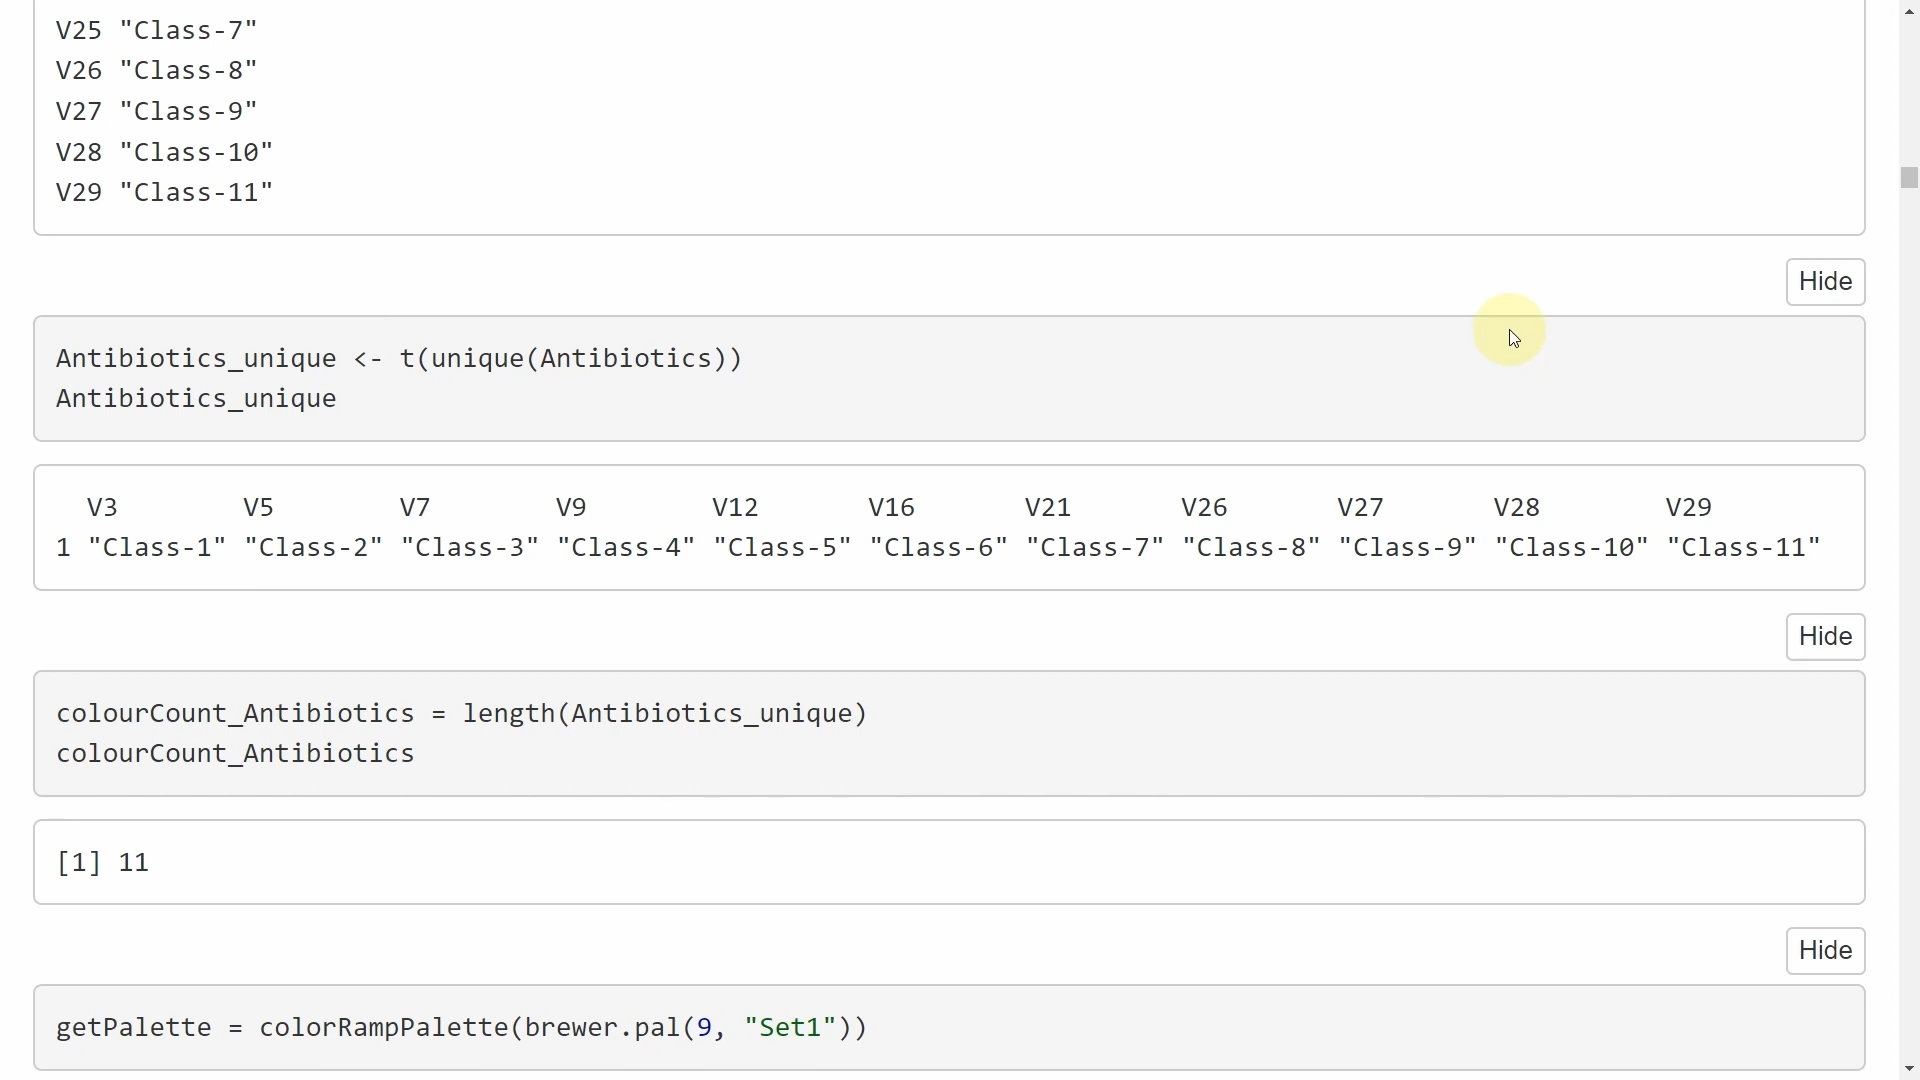 V25 "Class-7"
V26 "Class-8"
V27 "Class-9"
V28 "Class-10"
V29 "Class-11"
Hide
Antibiotics_unique <- t(unique(Antibiotics))
Antibiotics_unique
V3 V5 V7 V9 V12 V16 V21 V26 V27 V28 V29
1 "Class-1" "Class-2" "Class-3" "Class-4" "Class-5" "Class-6" "Class-7" "Class-8" "Class-9" "Class-10" "Class-11"
Hide
colourCount_Antibiotics = length(Antibiotics_unique)
colourCount_Antibiotics
[1] 11
Hide
getPalette = colorRampPalette(brewer.pal(9, "Set1"))